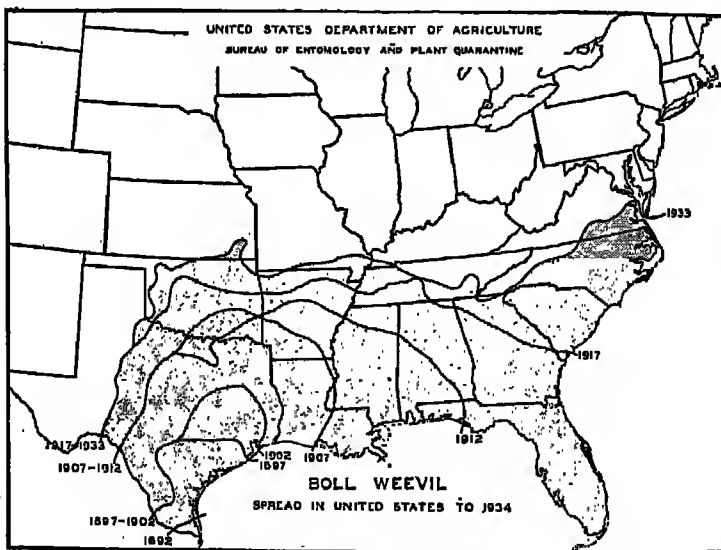 UNITED STATES DEPARTMENT OF AGRICULTURE
BUREAU OF ENTOMOLOGY AND PLANT QUARANTINE
1933
1917
1912
1917-1933
1907-1912
1902
1897
1907
BOLL WEEVIL
SPREAD IN UNITED STATES TO 1934
1897-1902
1892